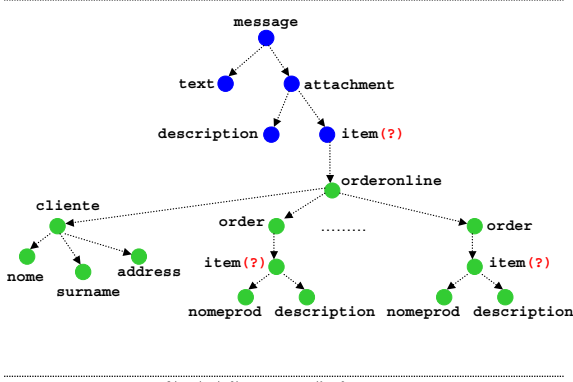 message
text attachment
description item(?)
orderonline
cliente
order ......... order
item(?) item(?)
nome surname address
nomeprod description nomeprod description